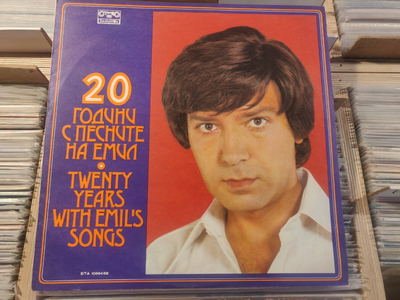 20
ГОДИНИ
С ПЕСНИТЕ
НА ЕМИЛ
TWENTY
YEARS
WITH EMIL'S
SONGS